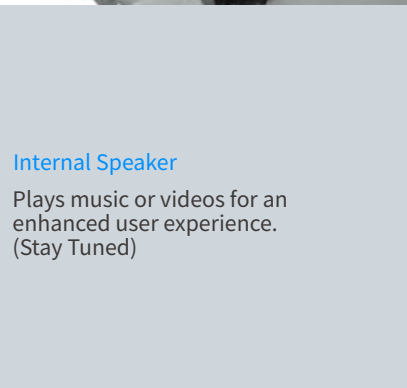 Internal Speaker
Plays music or videos for an
enhanced user experience.
(Stay Tuned)